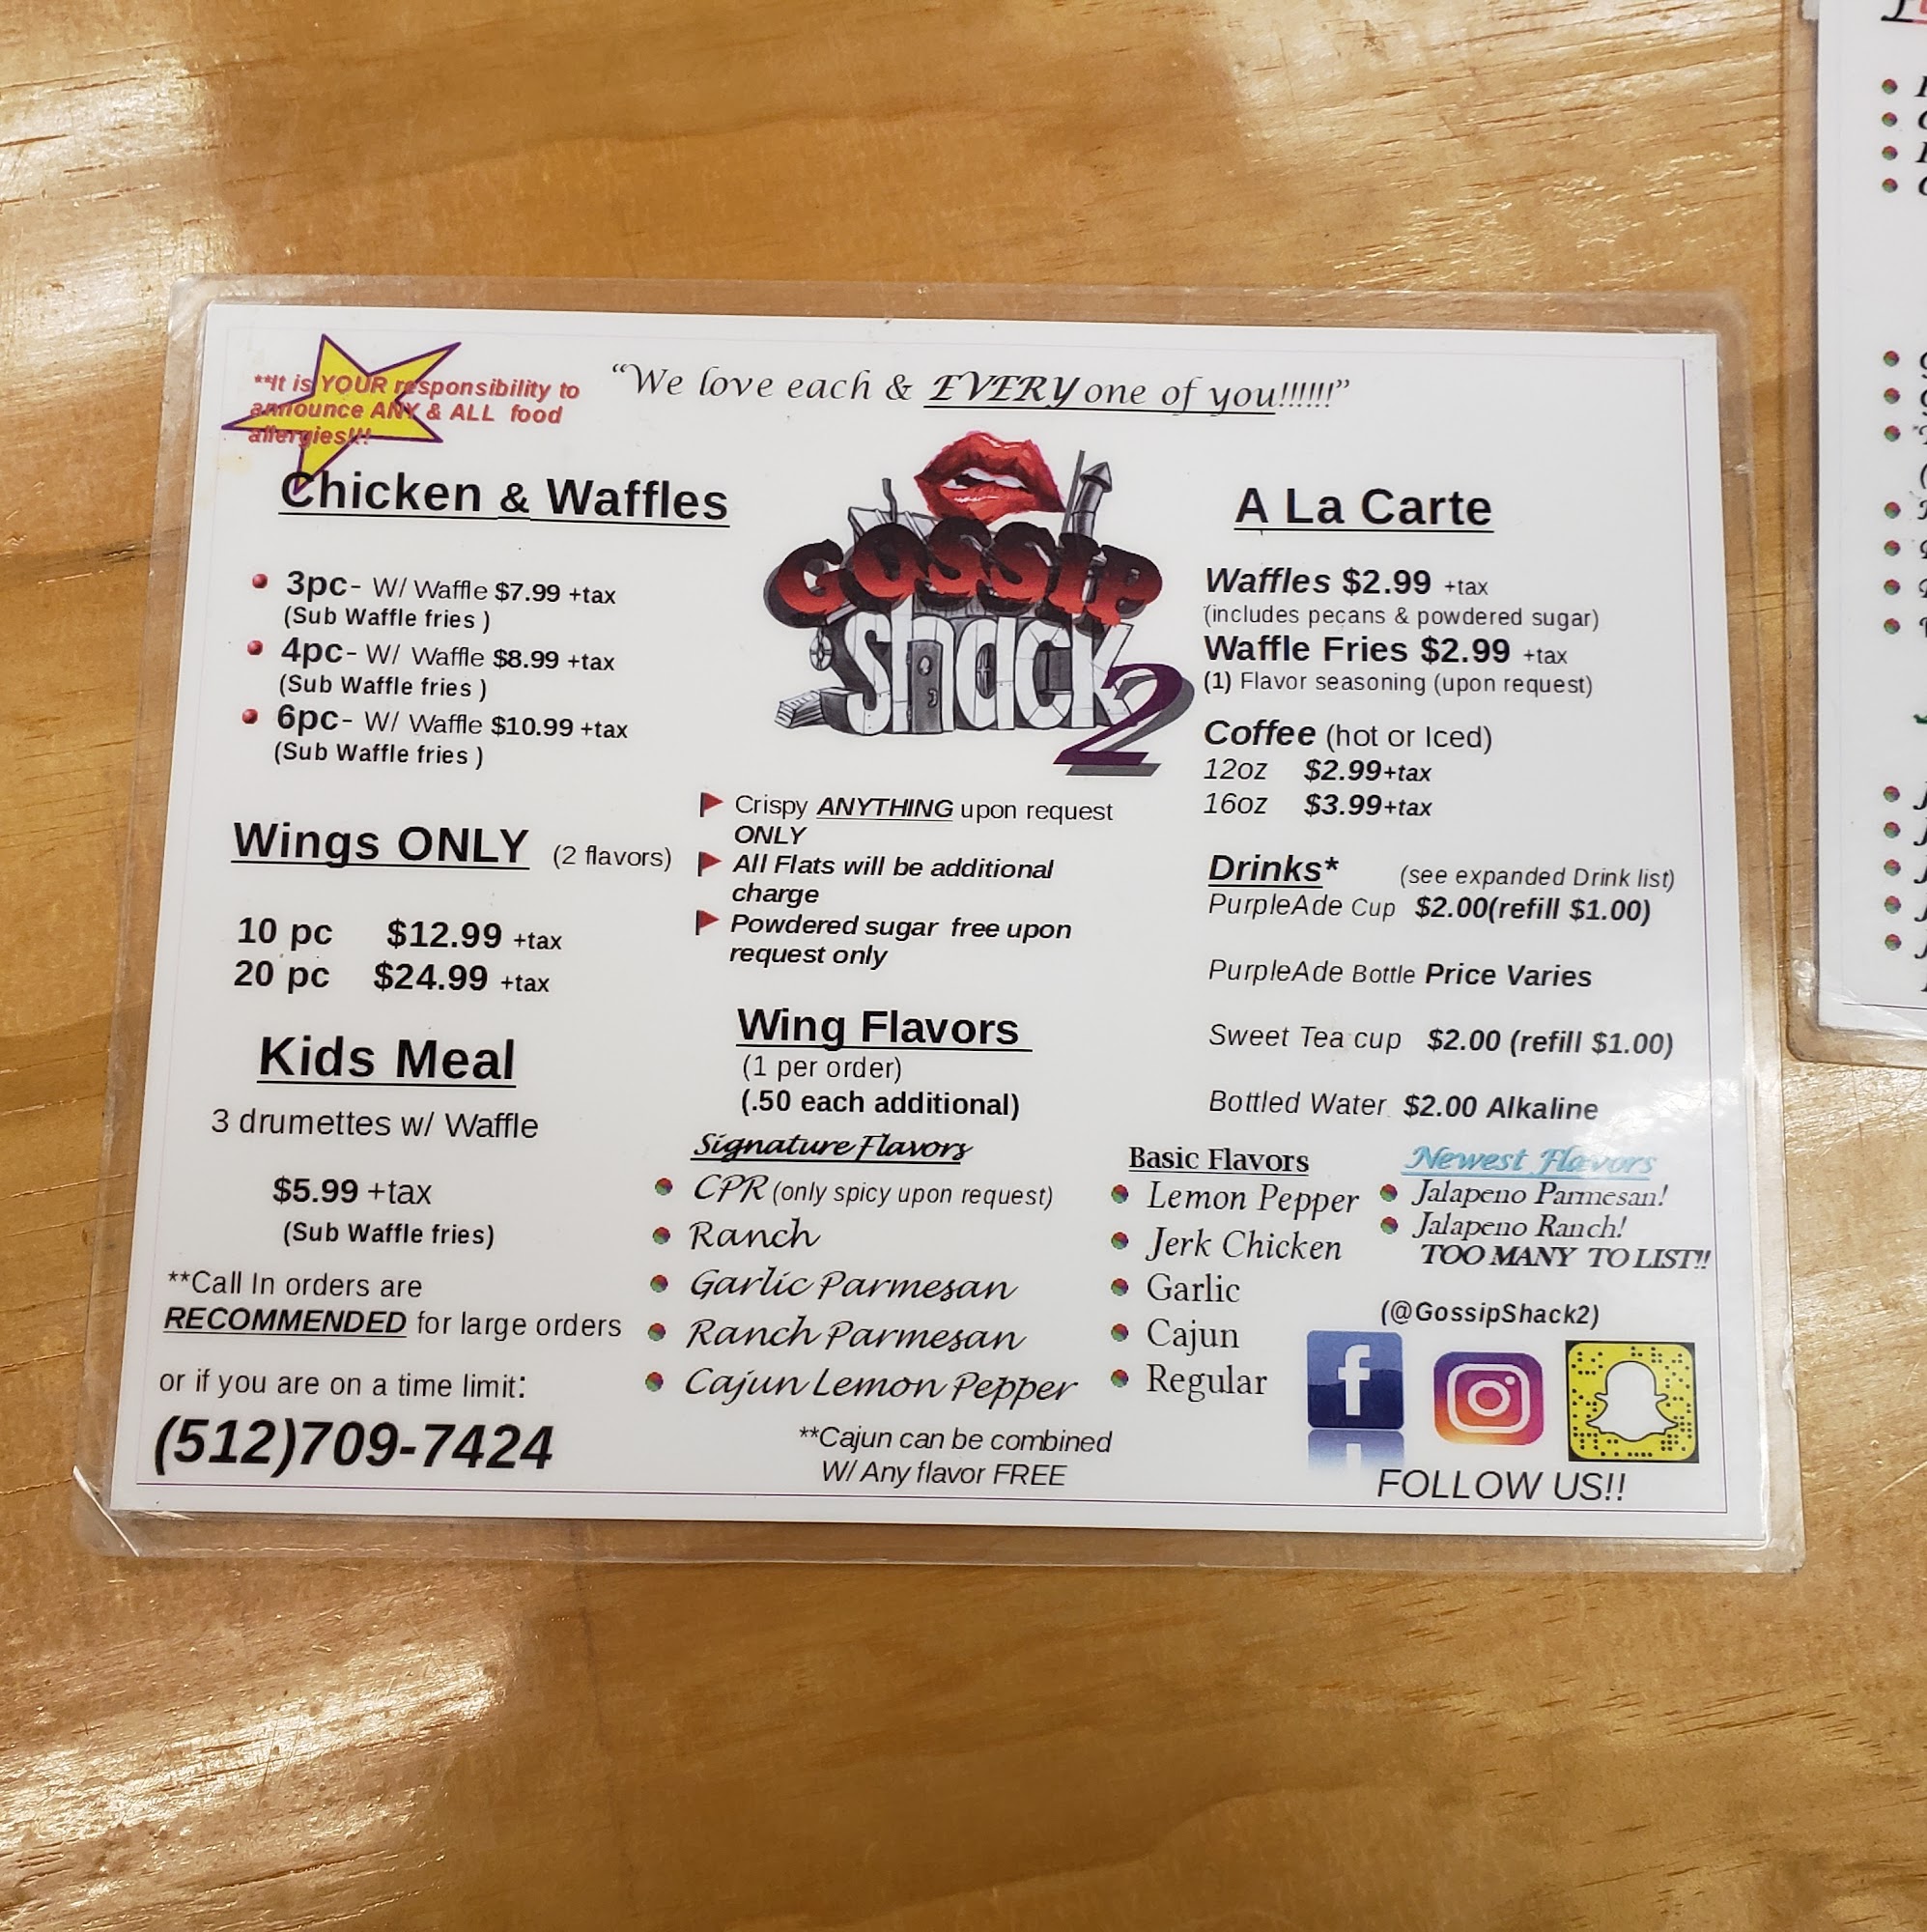 **It is YOUR responsibility to
announce ANY & ALL food
allergies!!!
"We love each & EVERY one of you!!!!!!"
GOSSIP
Shack
2
Chicken & Waffles
3pc- W/ Waffle $7.99 +tax
(Sub Waffle fries )
4pc- W/ Waffle $8.99 +tax
(Sub Waffle fries )
6pc- W/ Waffle $10.99 +tax
(Sub Waffle fries )
Wings ONLY (2 flavors)
10 pc $12.99 +tax
20 pc $24.99 +tax
Kids Meal
3 drumettes w/ Waffle
$5.99 +tax
(Sub Waffle fries)
**Call In orders are
RECOMMENDED for large orders
or if you are on a time limit:
(512)709-7424
Crispy ANYTHING upon request
ONLY
All Flats will be additional
charge
Powdered sugar free upon
request only
Wing Flavors
(1 per order)
(.50 each additional)
Signature Flavors
CPR (only spicy upon request)
Ranch
Garlic Parmesan
Ranch Parmesan
Cajun Lemon Pepper
**Cajun can be combined
W/ Any flavor FREE
A La Carte
Waffles $2.99 +tax
(includes pecans & powdered sugar)
Waffle Fries $2.99 +tax
(1) Flavor seasoning (upon request)
Coffee (hot or Iced)
12oz $2.99+tax
16oz $3.99+tax
Drinks* (see expanded Drink list)
PurpleAde Cup $2.00(refill $1.00)
PurpleAde Bottle Price Varies
Sweet Tea cup $2.00 (refill $1.00)
Bottled Water $2.00 Alkaline
Basic Flavors
Lemon Pepper
Jerk Chicken
Garlic
Cajun
Regular
Newest Flavors
Jalapeno Parmesan!
Jalapeno Ranch!
TOO MANY TO LIST!!
(@GossipShack2)
f
FOLLOW US!!